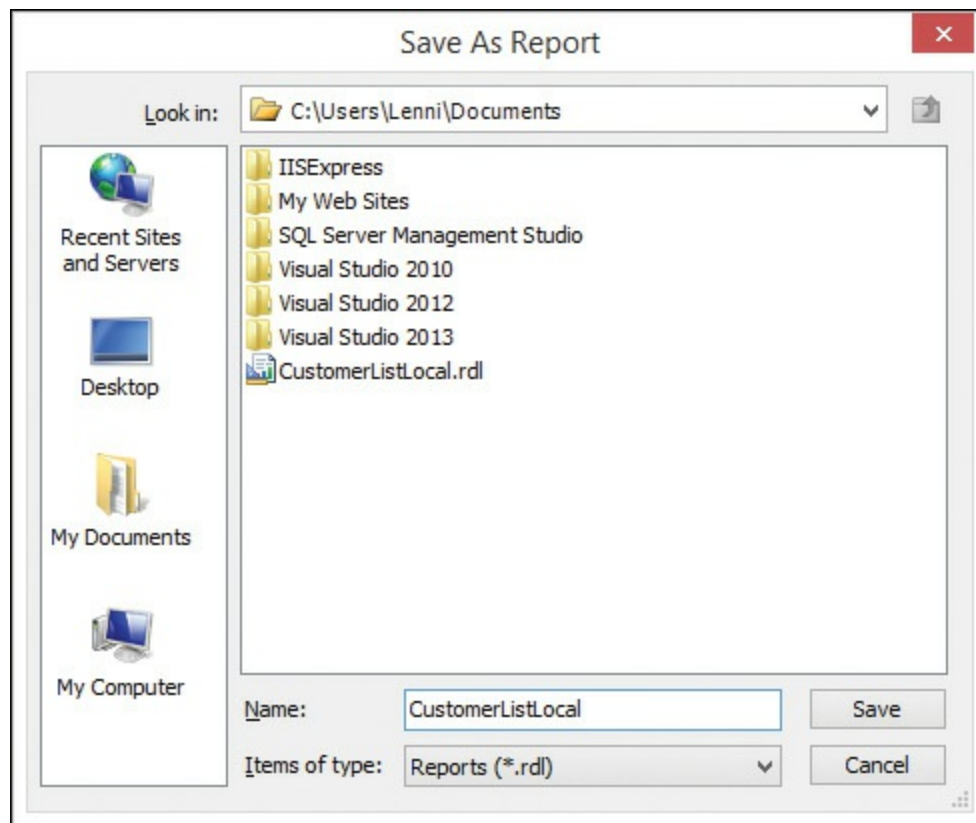 Save As Report
Look in:
C:\Users\Lenni\Documents
Recent Sites
and Servers
Desktop
My Documents
My Computer
IISExpress
My Web Sites
SQL Server Management Studio
Visual Studio 2010
Visual Studio 2012
Visual Studio 2013
CustomerListLocal.rdl
Name:
CustomerListLocal
Save
Items of type:
Reports (*.rdl)
Cancel